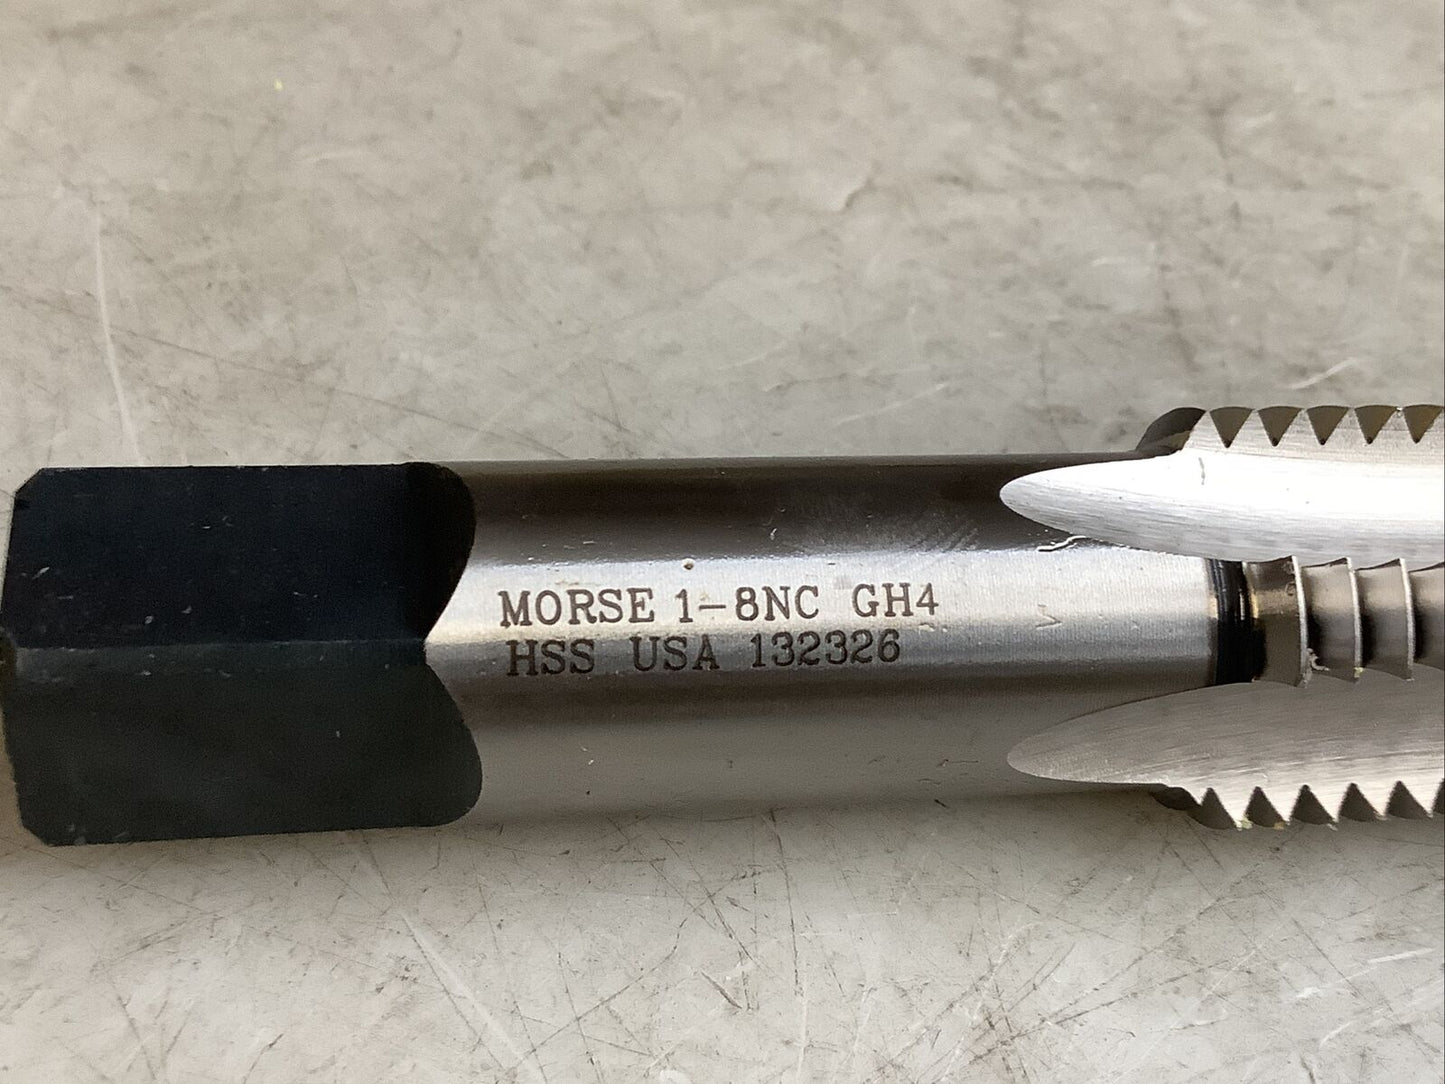 MORSE 1-8NC GH4
HSS USA 132326